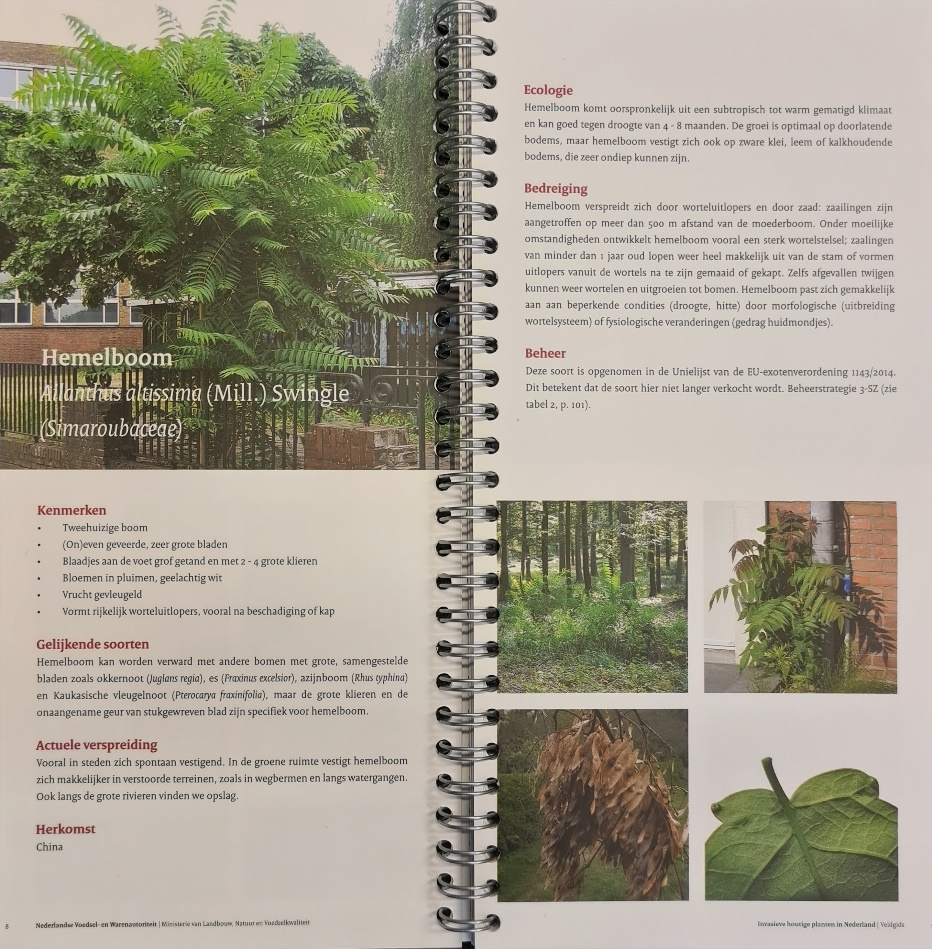 Hemelboom
Ailanthus altissima (Mill.) Swingle
(Simaroubaceae)
Kenmerken
• Tweehuizige boom
• (On)even geveerde, zeer grote bladen
• Blaadjes aan de voet grof getand en met 2 - 4 grote klieren
• Bloemen in pluimen, geelachtig wit
• Vrucht gevleugeld
• Vormt rijkelijk worteluitlopers, vooral na beschadiging of kap
Gelijkende soorten
Hemelboom kan worden verward met andere bomen met grote, samengestelde
bladen zoals okkernoot (Juglans regia), es (Fraxinus excelsior), azijnboom (Rhus typhina)
en Kaukasische vleugelnoot (Pterocarya fraxinifolia), maar de grote klieren en de
onaangename geur van stukgewreven blad zijn specifiek voor hemelboom.
Actuele verspreiding
Vooral in steden zich spontaan vestigend. In de groene ruimte vestigt hemelboom
zich makkelijker in verstoorde terreinen, zoals in wegbermen en langs watergangen.
Ook langs de grote rivieren vinden we opslag.
Herkomst
China
8 Nederlandse Voedsel- en Warenautoriteit | Ministerie van Landbouw, Natuur en Voedselkwaliteit
Ecologie
Hemelboom komt oorspronkelijk uit een subtropisch tot warm gematigd klimaat
en kan goed tegen droogte van 4 - 8 maanden. De groei is optimaal op doorlatende
bodems, maar hemelboom vestigt zich ook op zware klei, leem of kalkhoudende
bodems, die zeer ondiep kunnen zijn.
Bedreiging
Hemelboom verspreidt zich door worteluitlopers en door zaad: zaailingen zijn
aangetroffen op meer dan 500 m afstand van de moederboom. Onder moeilijke
omstandigheden ontwikkelt hemelboom vooral een sterk wortelstelsel; zaalingen
van minder dan 1 jaar oud lopen weer heel makkelijk uit van de stam of vormen
uitlopers vanuit de wortels na te zijn gemaaid of gekapt. Zelfs afgevallen twijgen
kunnen weer wortelen en uitgroeien tot bomen. Hemelboom past zich gemakkelijk
aan aan beperkende condities (droogte, hitte) door morfologische (uitbreiding
wortelsysteem) of fysiologische veranderingen (gedrag huidmondjes).
Beheer
Deze soort is opgenomen in de Unielijst van de EU-exotenverordening 1143/2014.
Dit betekent dat de soort hier niet langer verkocht wordt. Beheerstrategie 3-SZ (zie
tabel 2, p. 101).
Invasieve houtige planten in Nederland | Veldgids